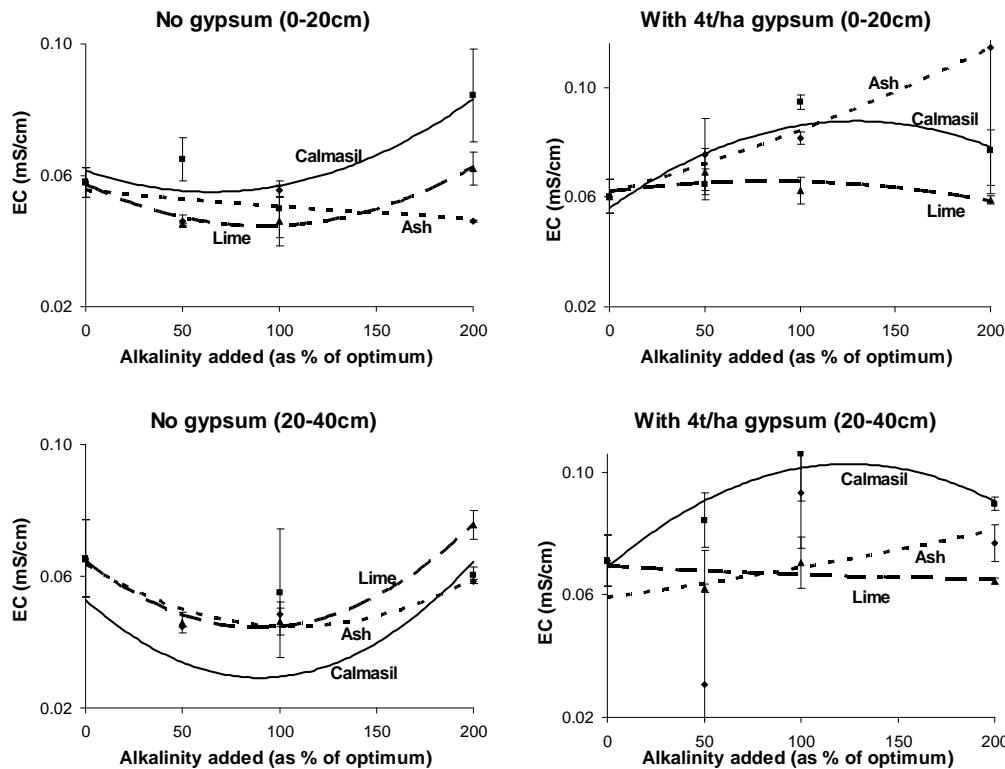 No gypsum (0-20cm)
0.10
0.06
0.02
EC (mS/cm)
Calmasil
Lime
Ash
0 50 100 150 200
Alkalinity added (as % of optimum)
With 4t/ha gypsum (0-20cm)
0.10
0.06
0.02
EC (mS/cm)
Ash
Calmasil
Lime
0 50 100 150 200
Alkalinity added (as % of optimum)
No gypsum (20-40cm)
0.10
0.06
0.02
EC (mS/cm)
Lime
Ash
Calmasil
0 50 100 150 200
Alkalinity added (as % of optimum)
With 4t/ha gypsum (20-40cm)
0.10
0.06
0.02
EC (mS/cm)
Calmasil
Ash
Lime
0 50 100 150 200
Alkalinity added (as % of optimum)